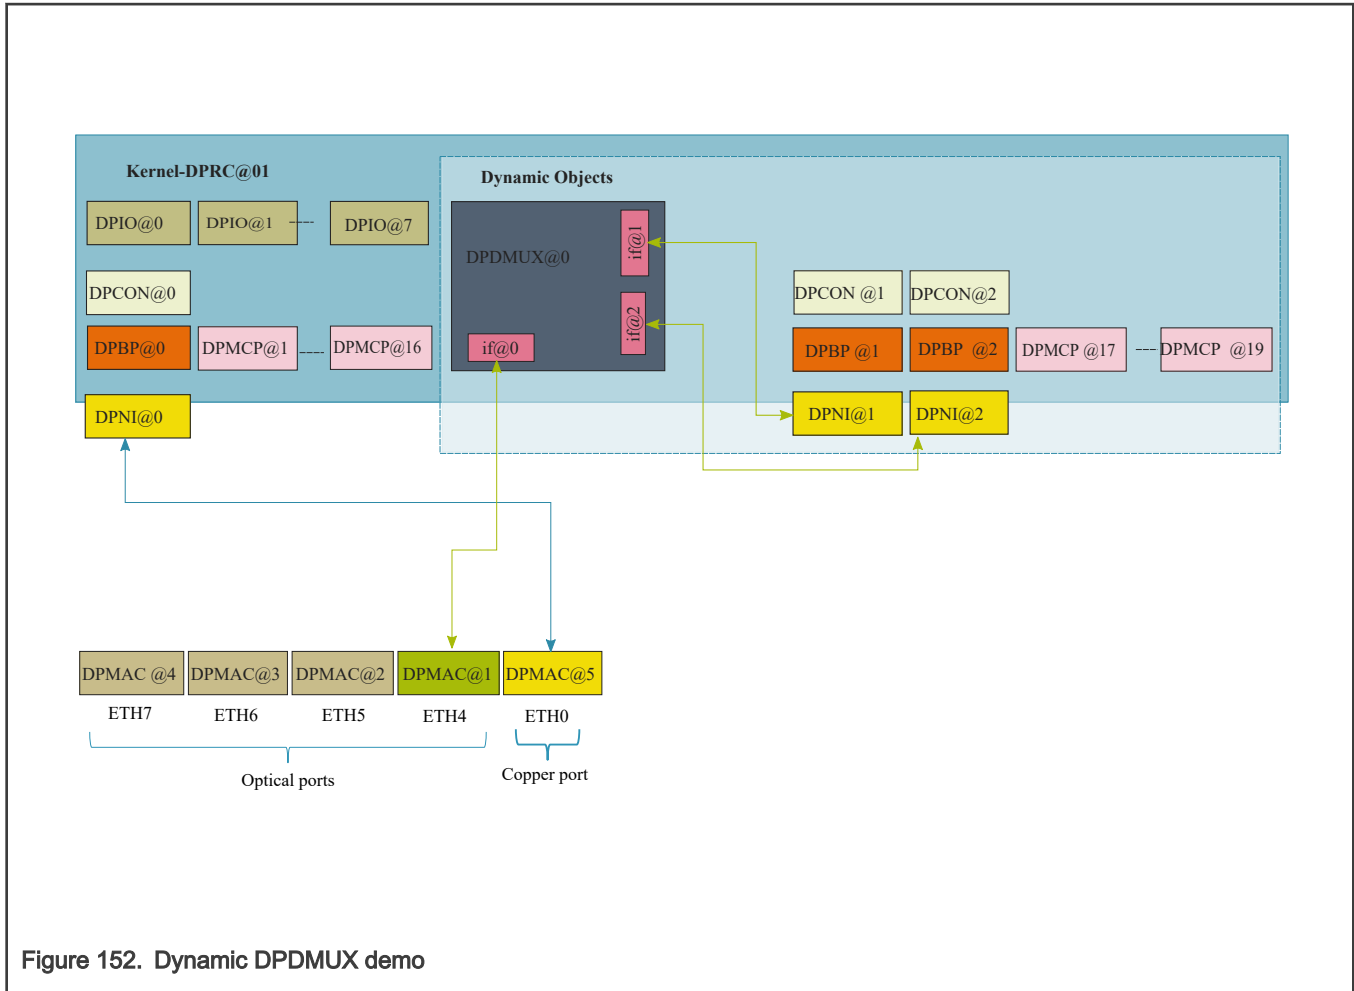 Kernel-DPRC@01
Dynamic Objects
DPIO@0
DPIO@1
DPIO@7
DPDMUX@0
if@1
if@2
if@0
DPCON@0
DPCON @1
DPCON@2
DPBP@0
DPMCP@1
DPMCP@16
DPBP @1
DPBP @2
DPMCP @17
DPMCP @19
DPNI@0
DPNI@1
DPNI@2
DPMAC @4
DPMAC@3
DPMAC@2
DPMAC@1
DPMAC@5
ETH7
ETH6
ETH5
ETH4
ETH0
Optical ports
Copper port
Figure 152. Dynamic DPDMUX demo